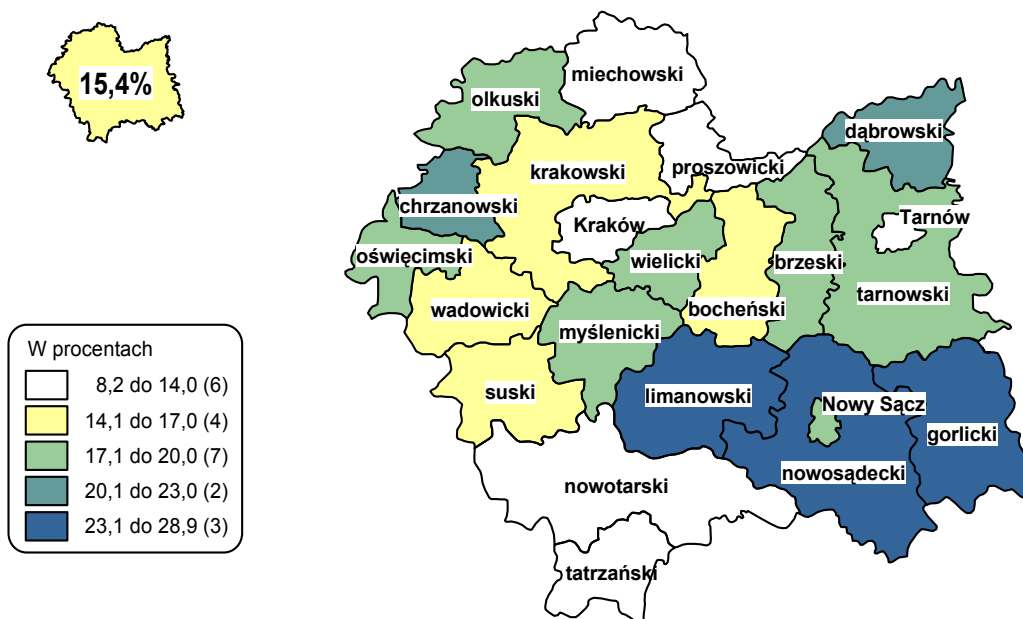 15,4%
miechowski
olkuski
dąbrowski
proszowicki
krakowski
chrzanowski
Kraków
Tarnów
oświęcimski
wielicki
brzeski
tarnowski
wadowicki
bocheński
myślenicki
suski
limanowski
Nowy Sącz
gorlicki
nowosądecki
nowotarski
tatrzański
W procentach
8,2 do 14,0 (6)
14,1 do 17,0 (4)
17,1 do 20,0 (7)
20,1 do 23,0 (2)
23,1 do 28,9 (3)